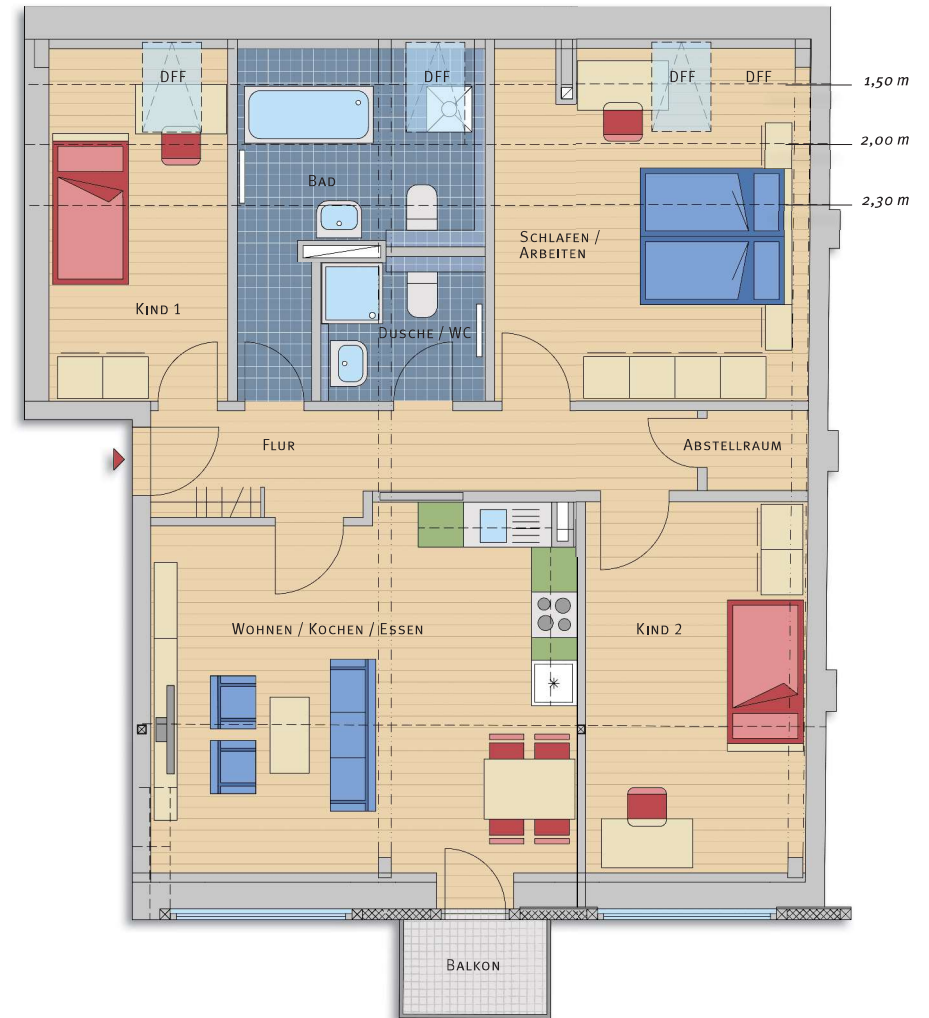 DFF
DFF
DFF
DFF
1,50 m
2,00 m
2,30 m
Bad
Schlafen /
Arbeiten
Kind 1
Dusche / WC
Flur
Abstellraum
Wohnen / Kochen / Essen
Kind 2
Balkon